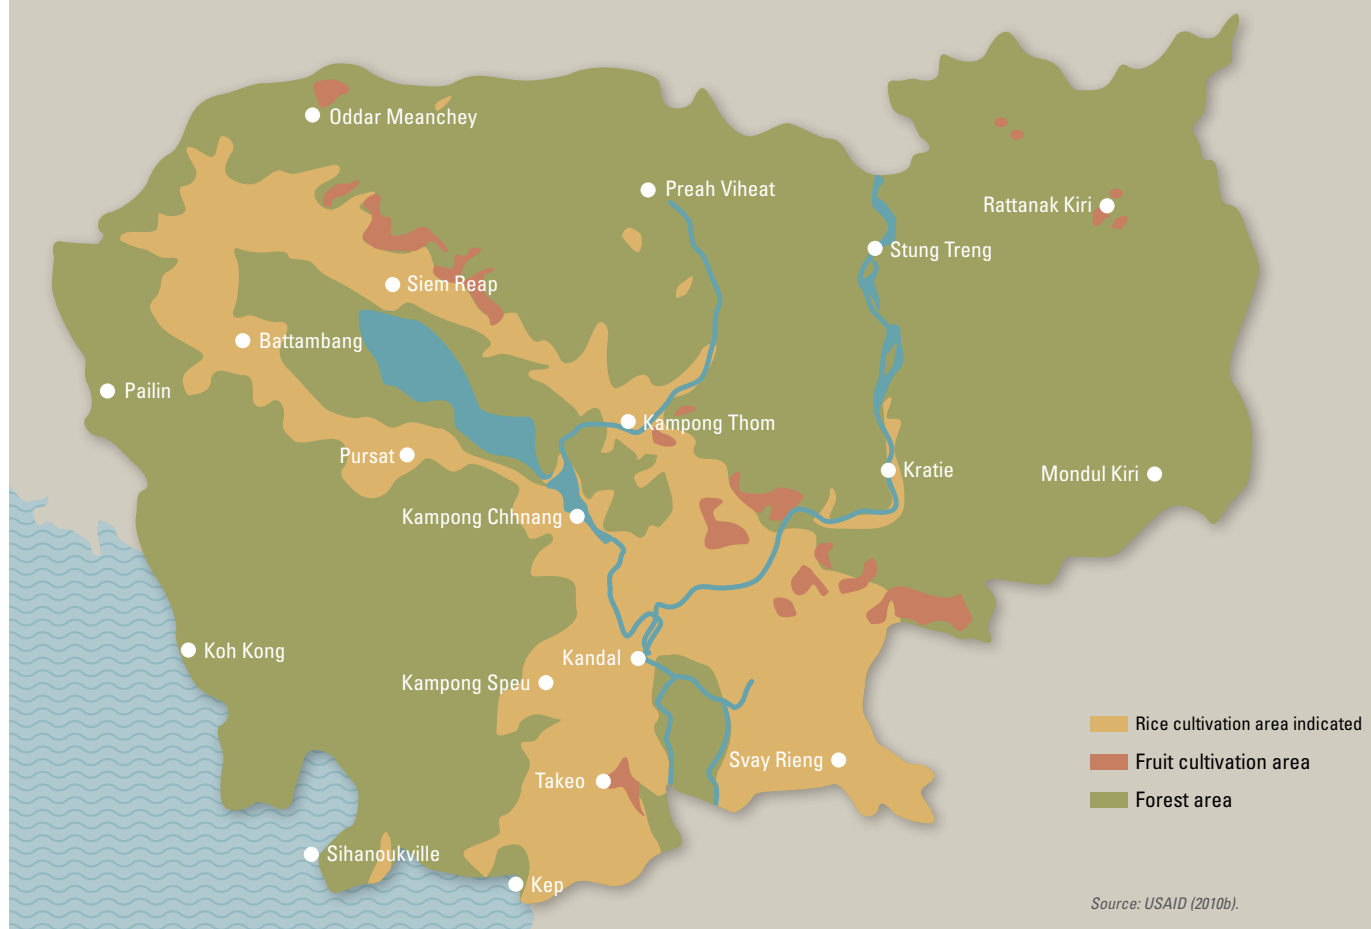 Oddar Meanchey
Preah Viheat
Rattanak Kiri
Stung Treng
Siem Reap
Battambang
Pailin
Kampong Thom
Pursat
Kratie
Mondul Kiri
Kampong Chhnang
Koh Kong
Kandal
Kampong Speu
Rice cultivation area indicated
Svay Rieng
Fruit cultivation area
Takeo
Forest area
Sihanoukville
Kep
Source: USAID (2010b).